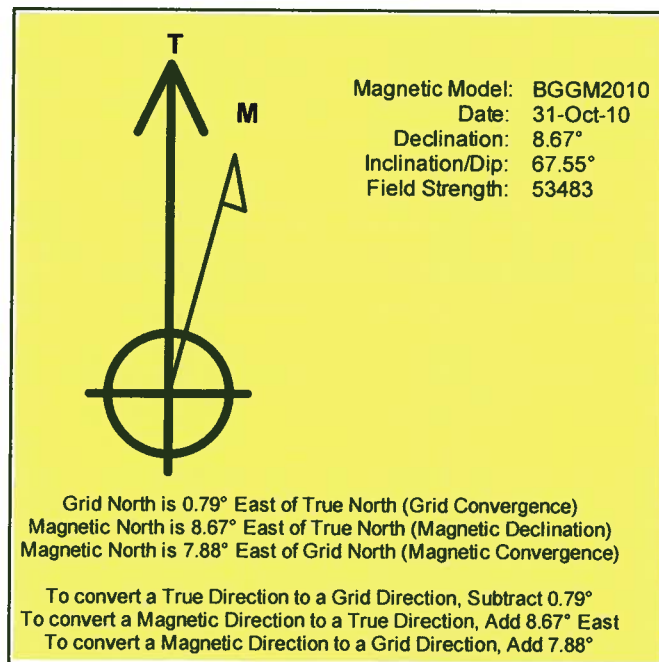 T
M
Magnetic Model: BGGM2010
Date: 31-Oct-10
Declination: 8.67°
Inclination/Dip: 67.55°
Field Strength: 53483
Grid North is 0.79° East of True North (Grid Convergence)
Magnetic North is 8.67° East of True North (Magnetic Declination)
Magnetic North is 7.88° East of Grid North (Magnetic Convergence)
To convert a True Direction to a Grid Direction, Subtract 0.79°
To convert a Magnetic Direction to a True Direction, Add 8.67° East
To convert a Magnetic Direction to a Grid Direction, Add 7.88°